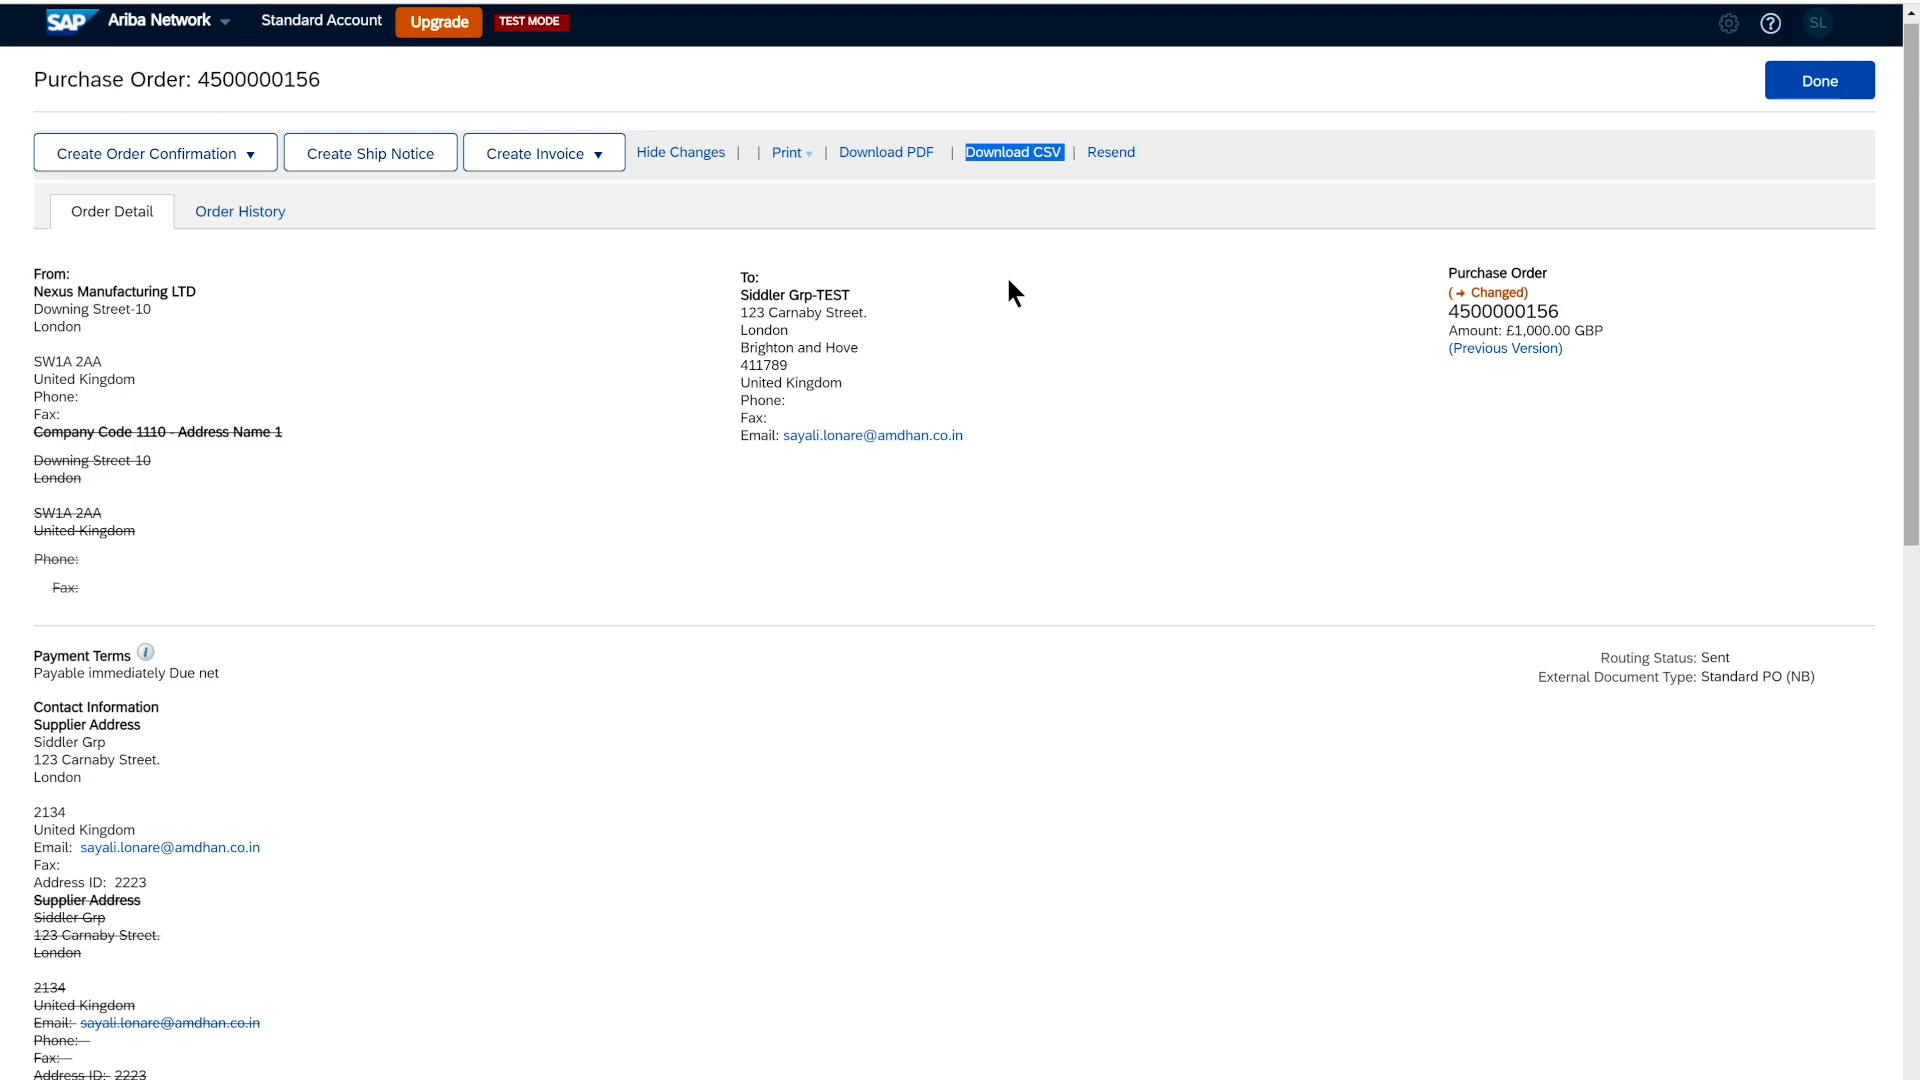 SAP Ariba Network Standard Account Upgrade TEST MODE SL
Purchase Order: 4500000156 Done
Create Order Confirmation ▼ Create Ship Notice Create Invoice ▼ Hide Changes | | Print | Download PDF | Download CSV | Resend
Order Detail Order History
From:
Nexus Manufacturing LTD
Downing Street-10
London
SW1A 2AA
United Kingdom
Phone:
Fax:
Company Code 1110 - Address Name 1
Downing Street-10
London
SW1A 2AA
United Kingdom
Phone:
Fax:
To:
Siddler Grp-TEST
123 Carnaby Street.
London
Brighton and Hove
411789
United Kingdom
Phone:
Fax:
Email: sayali.lonare@amdhan.co.in
Purchase Order
(➔ Changed)
4500000156
Amount: £1,000.00 GBP
(Previous Version)
Payment Terms i
Payable immediately Due net
Routing Status: Sent
External Document Type: Standard PO (NB)
Contact Information
Supplier Address
Siddler Grp
123 Carnaby Street.
London
2134
United Kingdom
Email: sayali.lonare@amdhan.co.in
Fax:
Address ID: 2223
Supplier Address
Siddler Grp
123 Carnaby Street.
London
2134
United Kingdom
Email: sayali.lonare@amdhan.co.in
Phone:
Fax:
Address ID: 2223